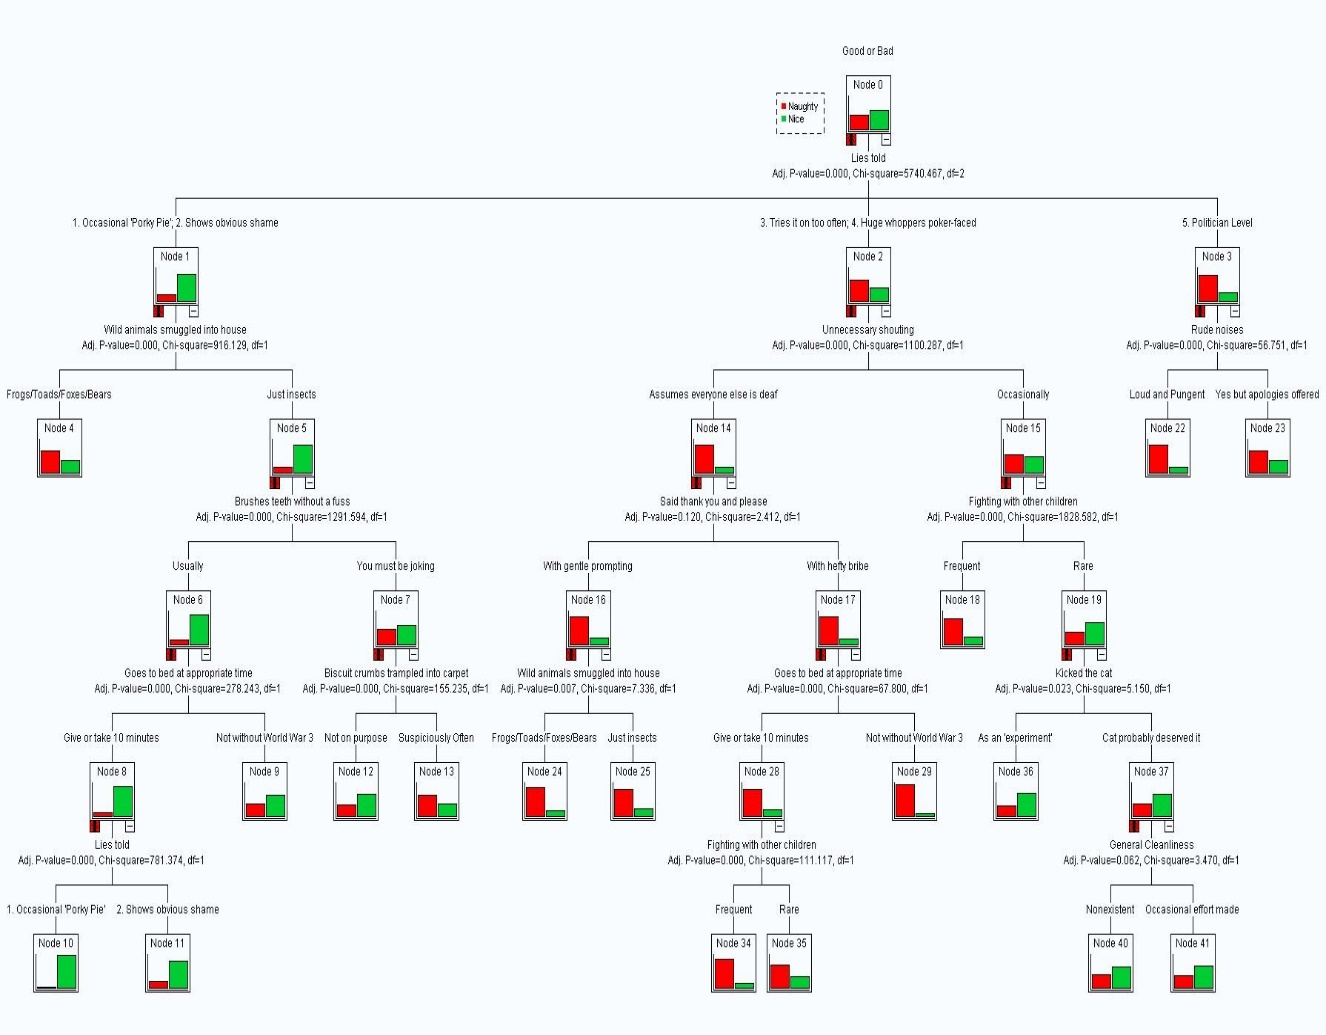 Good or Bad
Node 0
Naughty
Nice
Lies told
Adj. P-value=0.000, Chi-square=5740.467, df=2
1. Occasional 'Porky Pie'; 2. Shows obvious shame
3. Tries it on too often; 4. Huge whoppers poker-faced
5. Politician Level
Node 1
Node 2
Node 3
Wild animals smuggled into house
Adj. P-value=0.000, Chi-square=916.129, df=1
Unnecessary shouting
Adj. P-value=0.000, Chi-square=1100.287, df=1
Rude noises
Adj. P-value=0.000, Chi-square=56.751, df=1
Frogs/Toads/Foxes/Bears
Just insects
Assumes everyone else is deaf
Occasionally
Loud and Pungent
Yes but apologies offered
Node 4
Node 5
Node 14
Node 15
Node 22
Node 23
Brushes teeth without a fuss
Adj. P-value=0.000, Chi-square=1291.594, df=1
Said thank you and please
Adj. P-value=0.120, Chi-square=2.412, df=1
Fighting with other children
Adj. P-value=0.000, Chi-square=1828.582, df=1
Usually
You must be joking
With gentle prompting
With hefty bribe
Frequent
Rare
Node 6
Node 7
Node 16
Node 17
Node 18
Node 19
Goes to bed at appropriate time
Adj. P-value=0.000, Chi-square=278.243, df=1
Biscuit crumbs trampled into carpet
Adj. P-value=0.000, Chi-square=155.235, df=1
Wild animals smuggled into house
Adj. P-value=0.007, Chi-square=7.336, df=1
Goes to bed at appropriate time
Adj. P-value=0.000, Chi-square=67.800, df=1
Kicked the cat
Adj. P-value=0.023, Chi-square=5.150, df=1
Give or take 10 minutes
Not without World War 3
Not on purpose
Suspiciously Often
Frogs/Toads/Foxes/Bears
Just insects
Give or take 10 minutes
Not without World War 3
As an 'experiment'
Cat probably deserved it
Node 8
Node 9
Node 12
Node 13
Node 24
Node 25
Node 28
Node 29
Node 36
Node 37
Lies told
Adj. P-value=0.000, Chi-square=781.374, df=1
Fighting with other children
Adj. P-value=0.000, Chi-square=111.117, df=1
General Cleanliness
Adj. P-value=0.062, Chi-square=3.470, df=1
1. Occasional 'Porky Pie'
2. Shows obvious shame
Frequent
Rare
Nonexistent
Occasional effort made
Node 10
Node 11
Node 34
Node 35
Node 40
Node 41